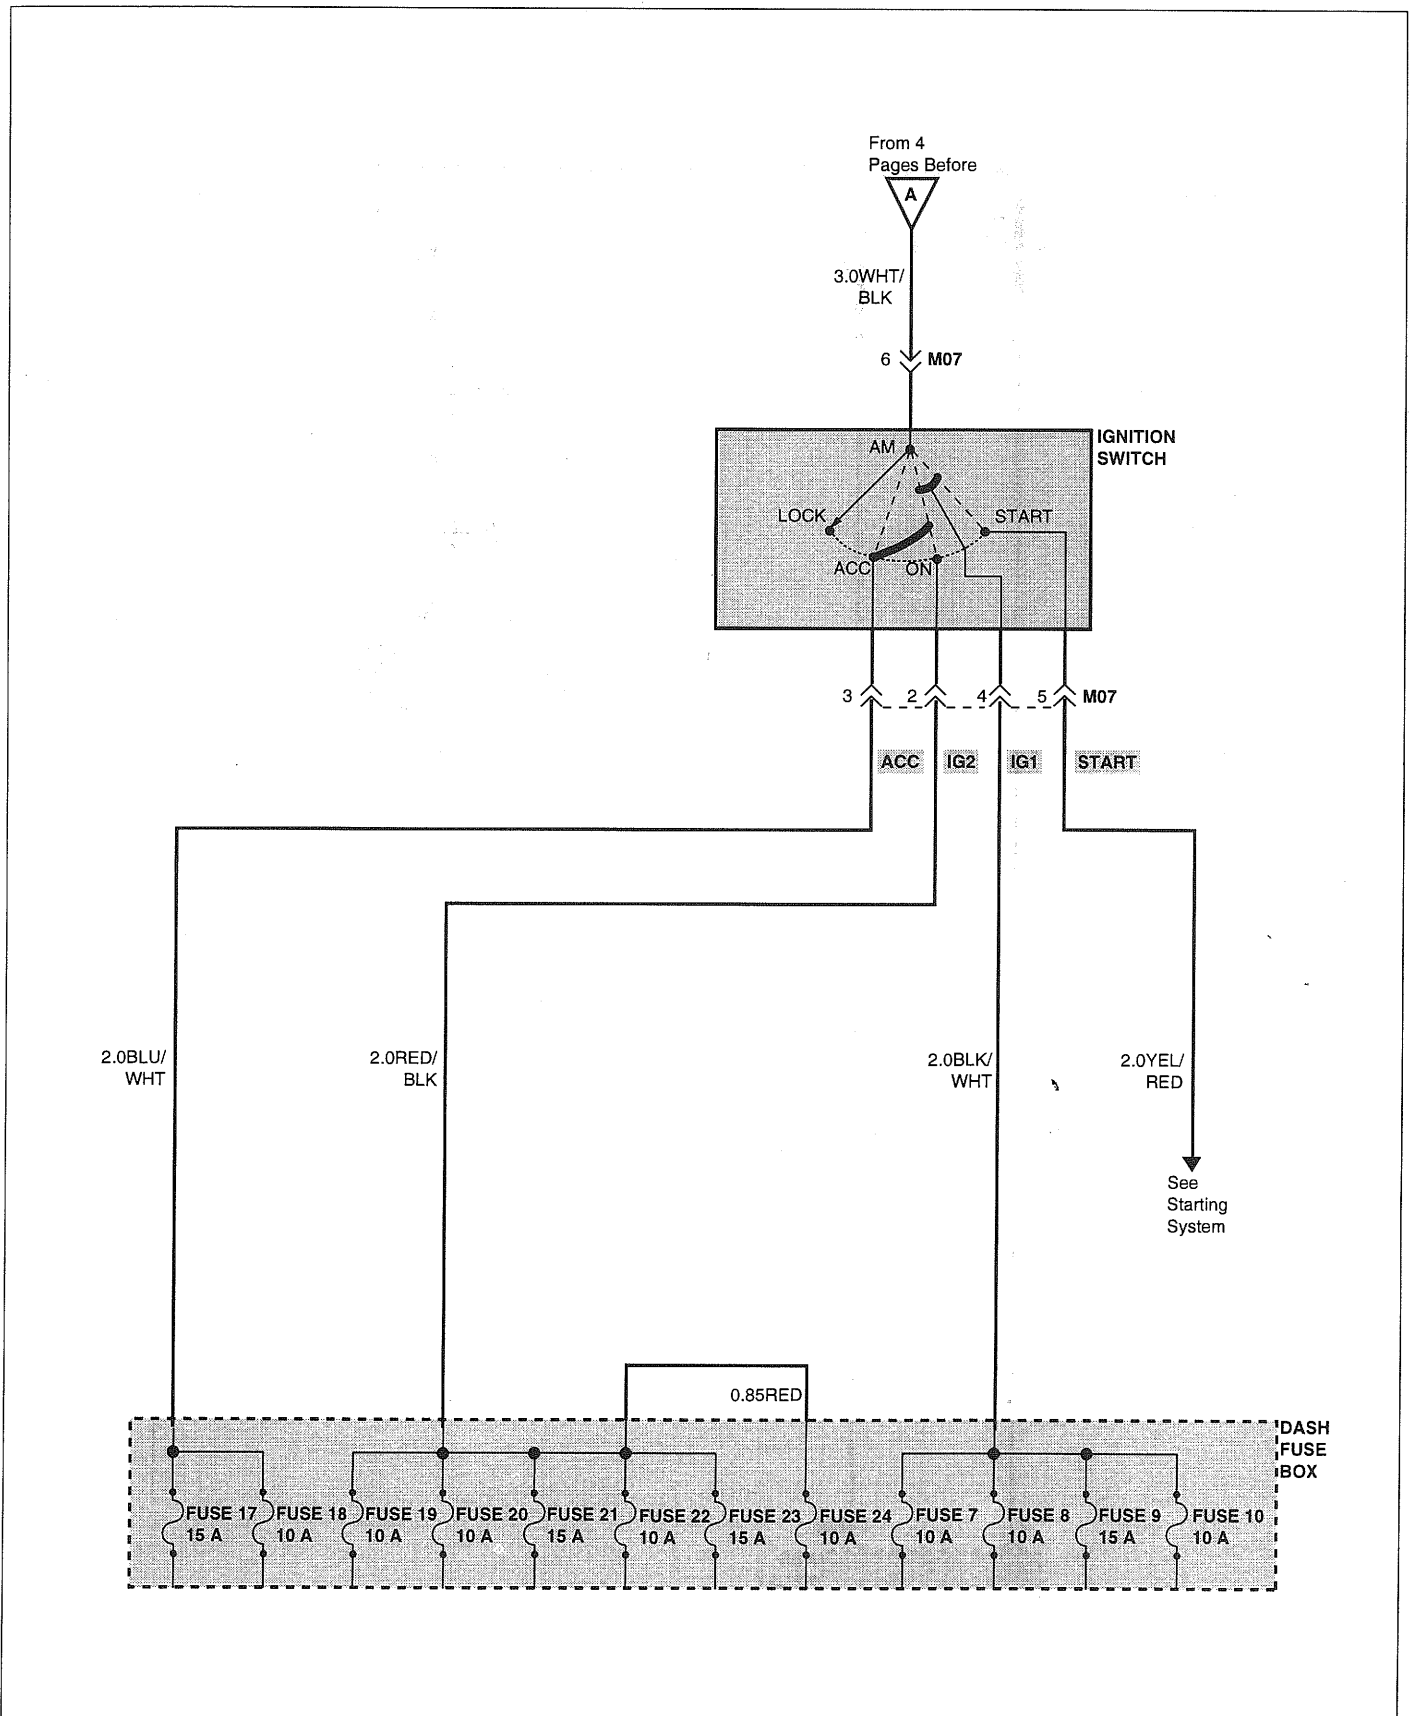 From 4
Pages Before
A
3.0WHT/
BLK
6 M07
IGNITION
SWITCH
AM
LOCK
START
ACC
ON
3 2 4 5 M07
ACC IG2 IG1 START
2.0BLU/
WHT
2.0RED/
BLK
2.0BLK/
WHT
2.0YEL/
RED
See
Starting
System
0.85RED
DASH
FUSE
BOX
FUSE 17
15 A
FUSE 18
10 A
FUSE 19
10 A
FUSE 20
10 A
FUSE 21
15 A
FUSE 22
10 A
FUSE 23
15 A
FUSE 24
10 A
FUSE 7
10 A
FUSE 8
10 A
FUSE 9
15 A
FUSE 10
10 A